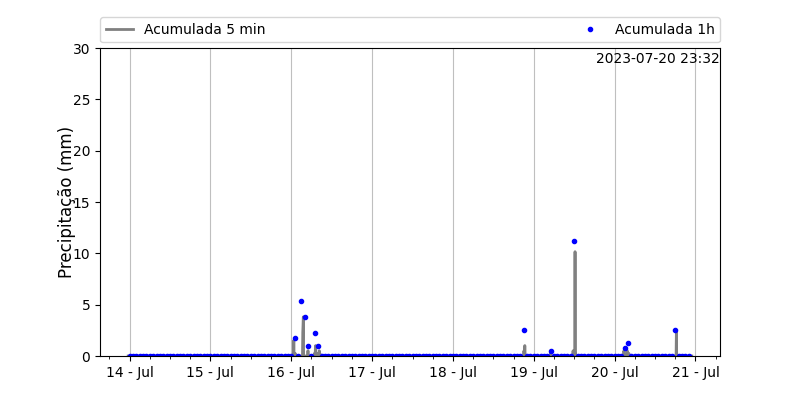 Acumulada 5 min
Acumulada 1h
2023-07-20 23:32
Precipitação (mm)
30
25
20
15
10
5
0
14 - Jul
15 - Jul
16 - Jul
17 - Jul
18 - Jul
19 - Jul
20 - Jul
21 - Jul